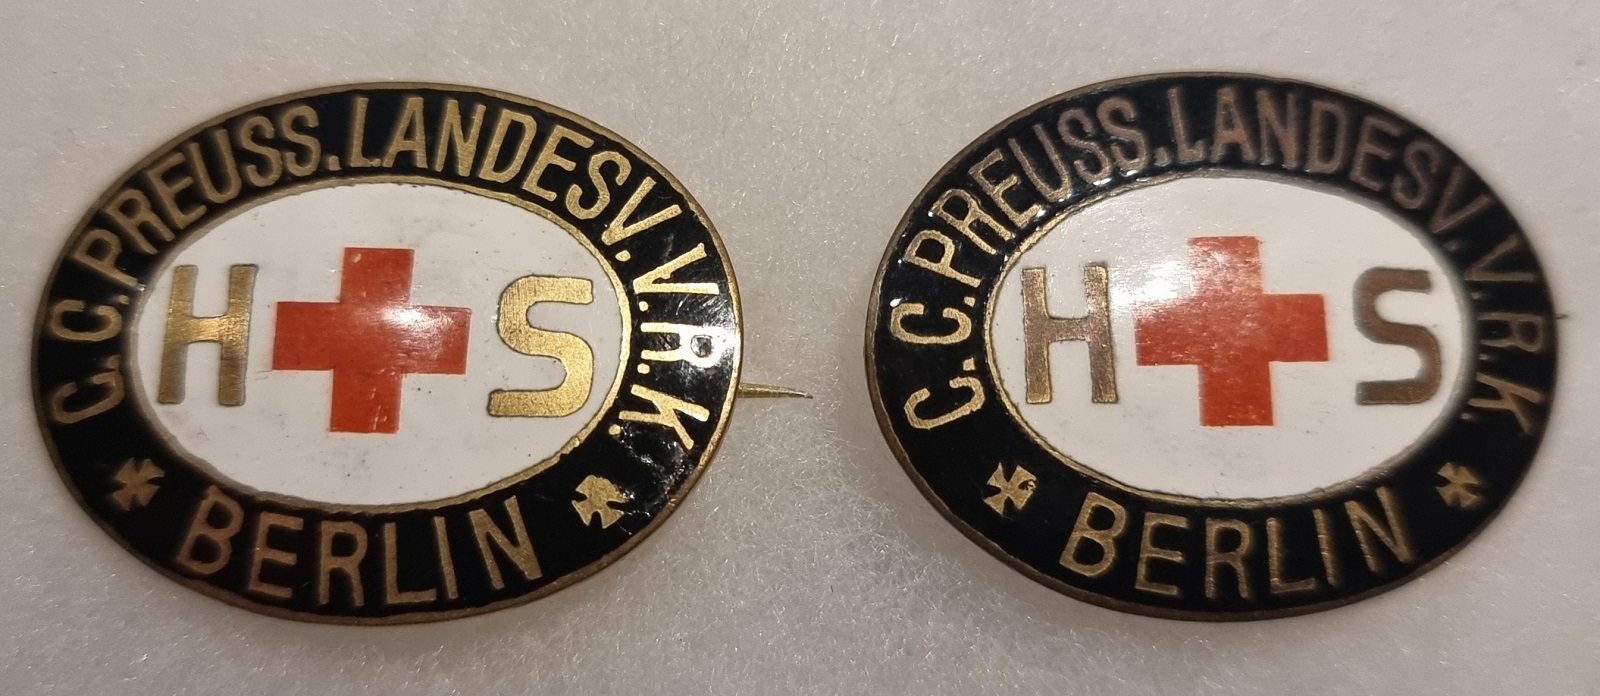 C. C. PREUSS. LANDESV. V. R. K.
H S
BERLIN
C. C. PREUSS. LANDESV. V. R. K.
H S
BERLIN